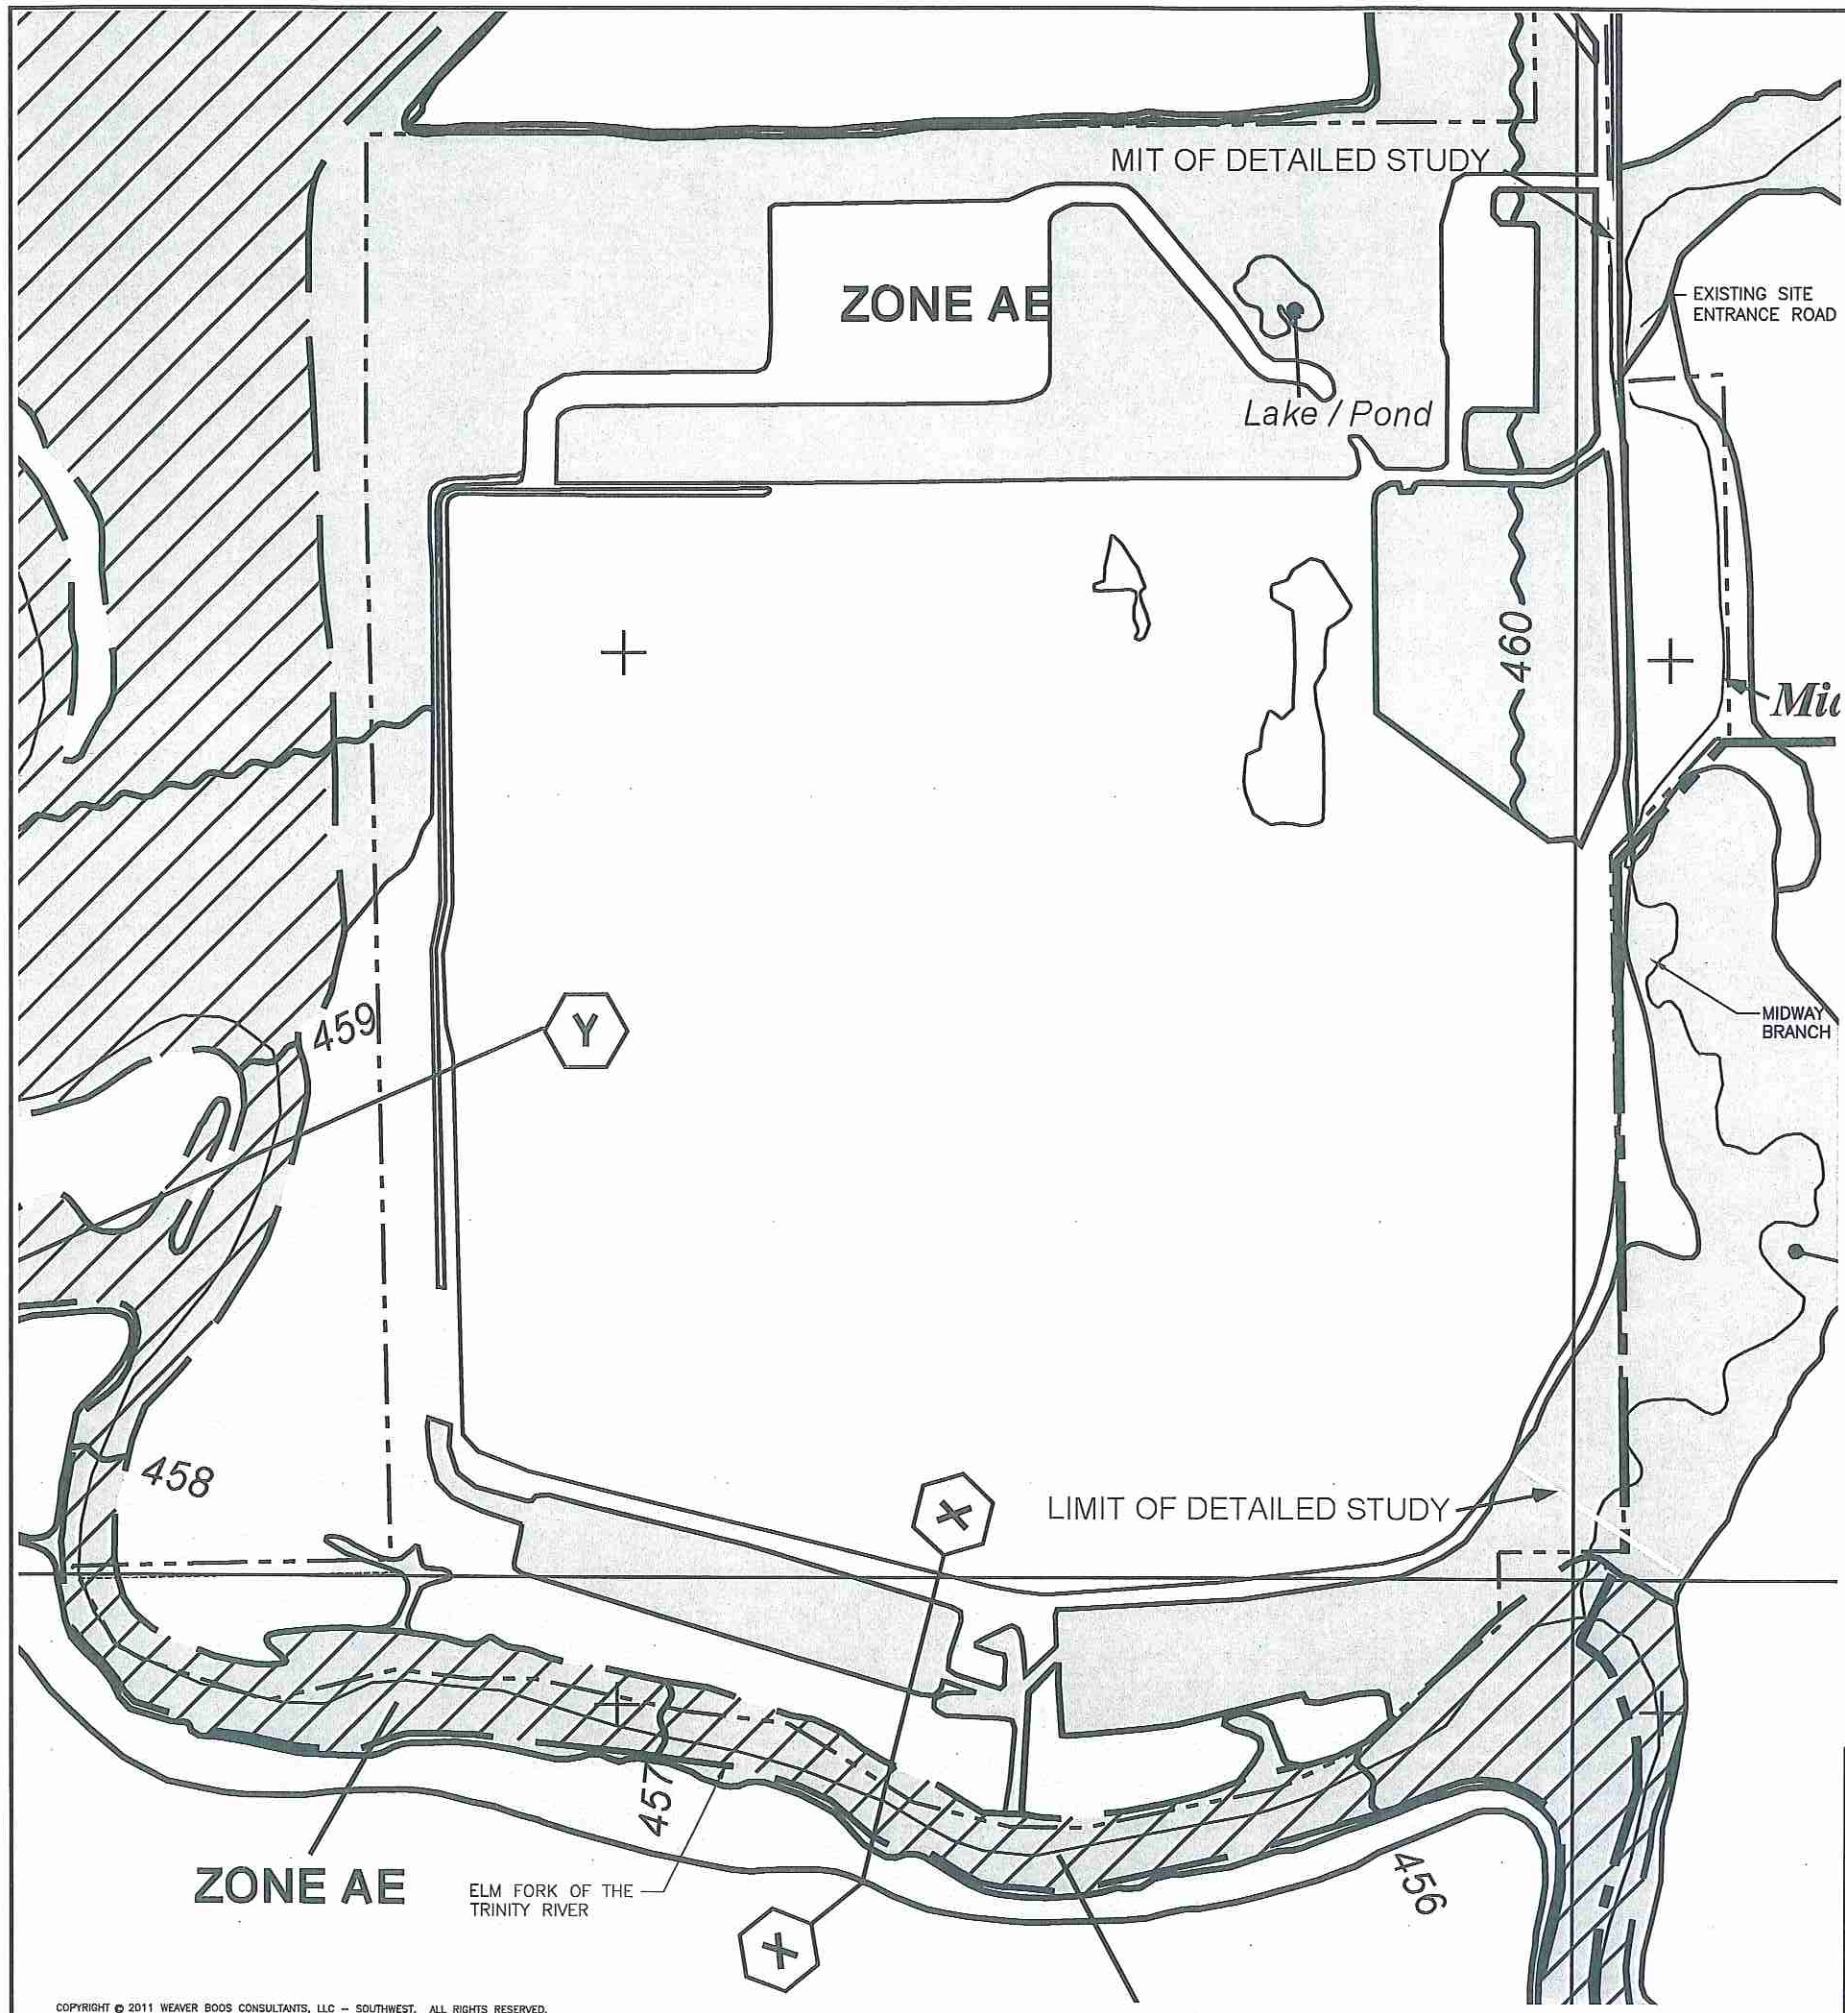 MIT OF DETAILED STUDY
ZONE AE
EXISTING SITE
ENTRANCE ROAD
Lake / Pond
460
Mid
459
Y
MIDWAY
BRANCH
458
X
LIMIT OF DETAILED STUDY
457
ZONE AE
ELM FORK OF THE
TRINITY RIVER
456
X
COPYRIGHT © 2011 WEAVER BOOS CONSULTANTS, LLC – SOUTHWEST. ALL RIGHTS RESERVED.